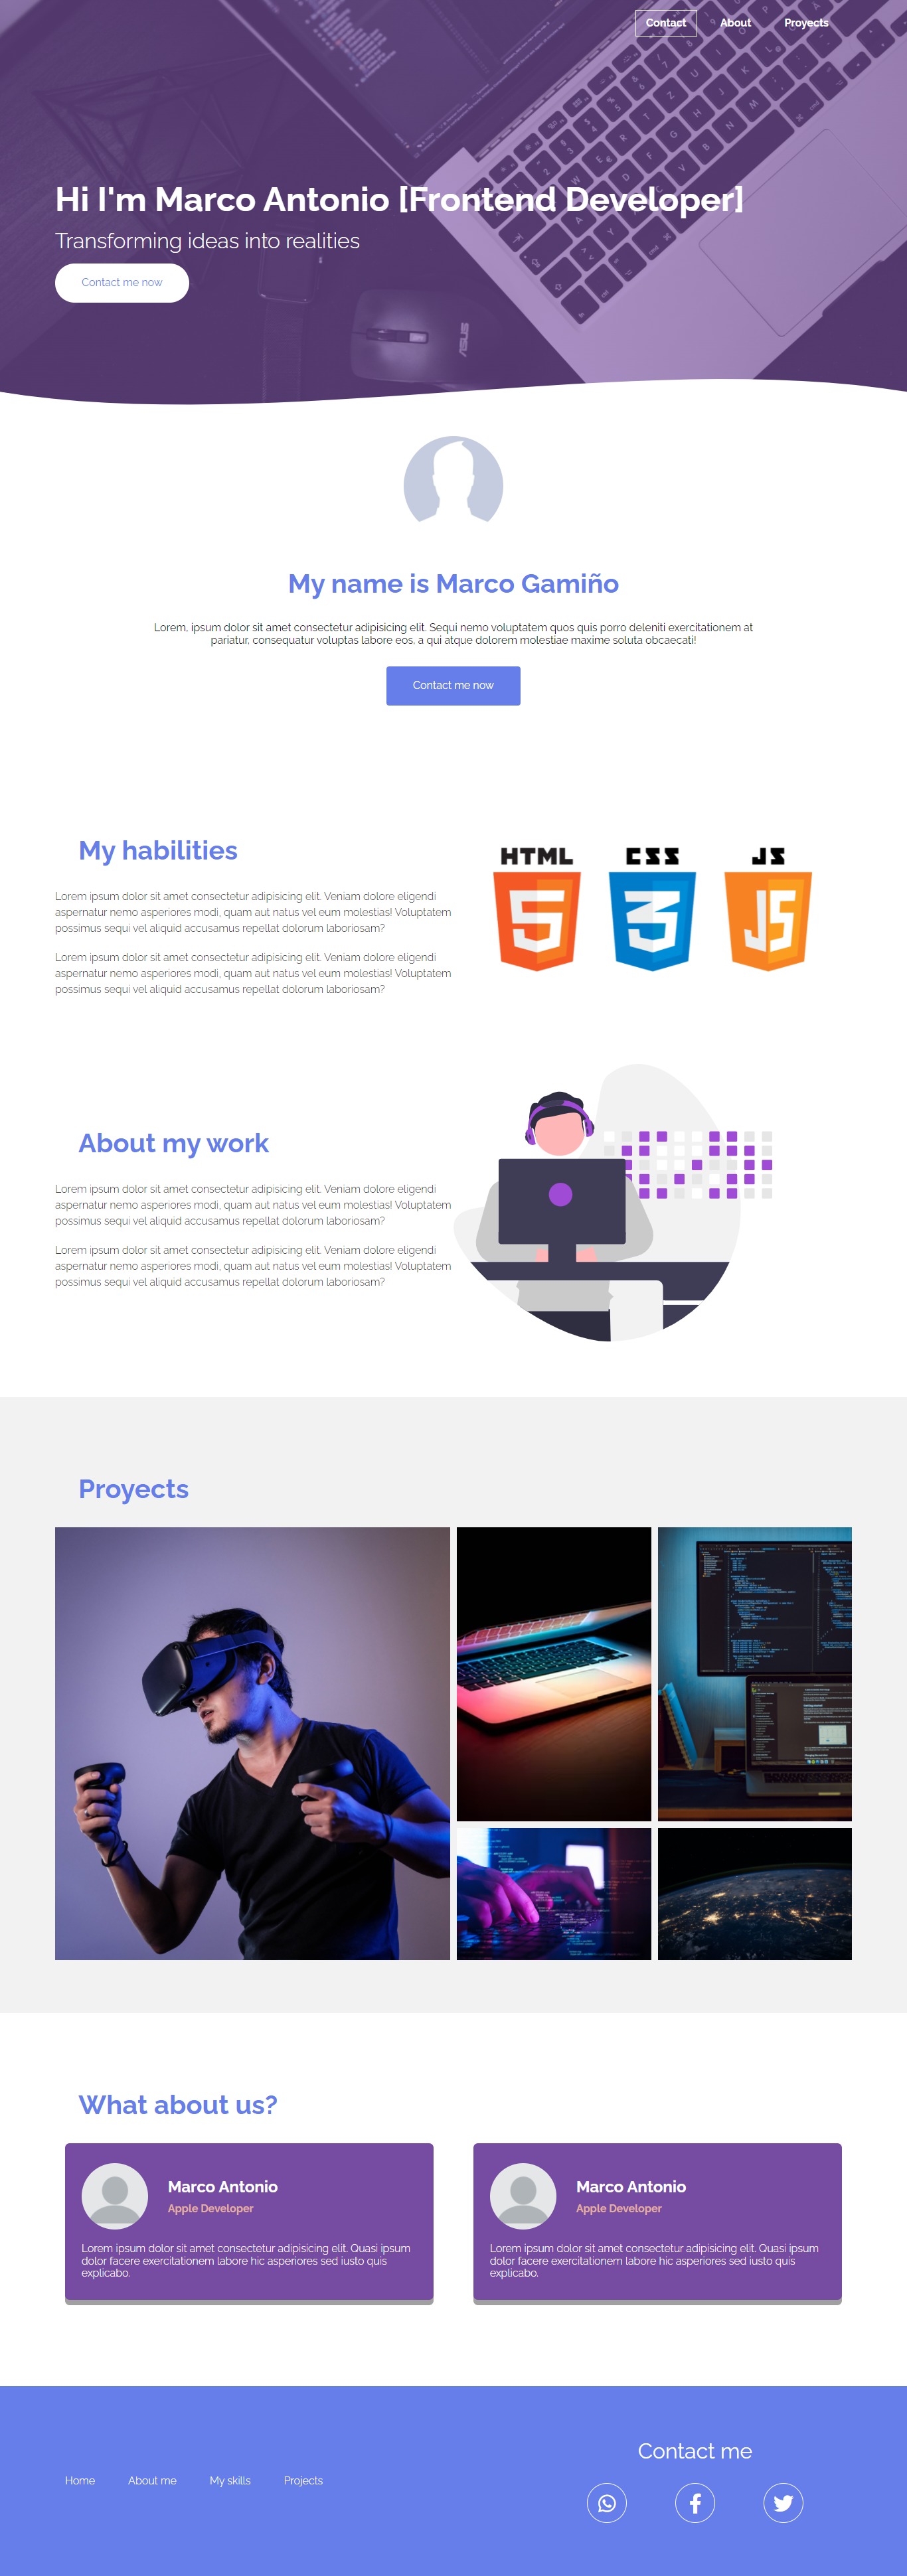 Contact About Proyects
Hi I'm Marco Antonio [Frontend Developer]
Transforming ideas into realities
Contact me now
ASUS
My name is Marco Gamiño
Lorem, ipsum dolor sit amet consectetur adipisicing elit. Sequi nemo voluptatem quos quis porro deleniti exercitationem at
pariatur, consequatur voluptas labore eos, a qui atque dolorem molestiae maxime soluta obcaecati!
Contact me now
My habilities
Lorem ipsum dolor sit amet consectetur adipisicing elit. Veniam dolore eligendi
aspernatur nemo asperiores modi, quam aut natus vel eum molestias! Voluptatem
possimus sequi vel aliquid accusamus repellat dolorum laboriosam?
Lorem ipsum dolor sit amet consectetur adipisicing elit. Veniam dolore eligendi
aspernatur nemo asperiores modi, quam aut natus vel eum molestias! Voluptatem
possimus sequi vel aliquid accusamus repellat dolorum laboriosam?
HTML CSS JS
5 3 JS
About my work
Lorem ipsum dolor sit amet consectetur adipisicing elit. Veniam dolore eligendi
aspernatur nemo asperiores modi, quam aut natus vel eum molestias! Voluptatem
possimus sequi vel aliquid accusamus repellat dolorum laboriosam?
Lorem ipsum dolor sit amet consectetur adipisicing elit. Veniam dolore eligendi
aspernatur nemo asperiores modi, quam aut natus vel eum molestias! Voluptatem
possimus sequi vel aliquid accusamus repellat dolorum laboriosam?
Proyects
What about us?
Marco Antonio
Apple Developer
Lorem ipsum dolor sit amet consectetur adipisicing elit. Quasi ipsum
dolor facere exercitationem labore hic asperiores sed iusto quis
explicabo.
Marco Antonio
Apple Developer
Lorem ipsum dolor sit amet consectetur adipisicing elit. Quasi ipsum
dolor facere exercitationem labore hic asperiores sed iusto quis
explicabo.
Home About me My skills Projects
Contact me